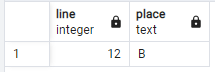 line place
integer text
1 12 B